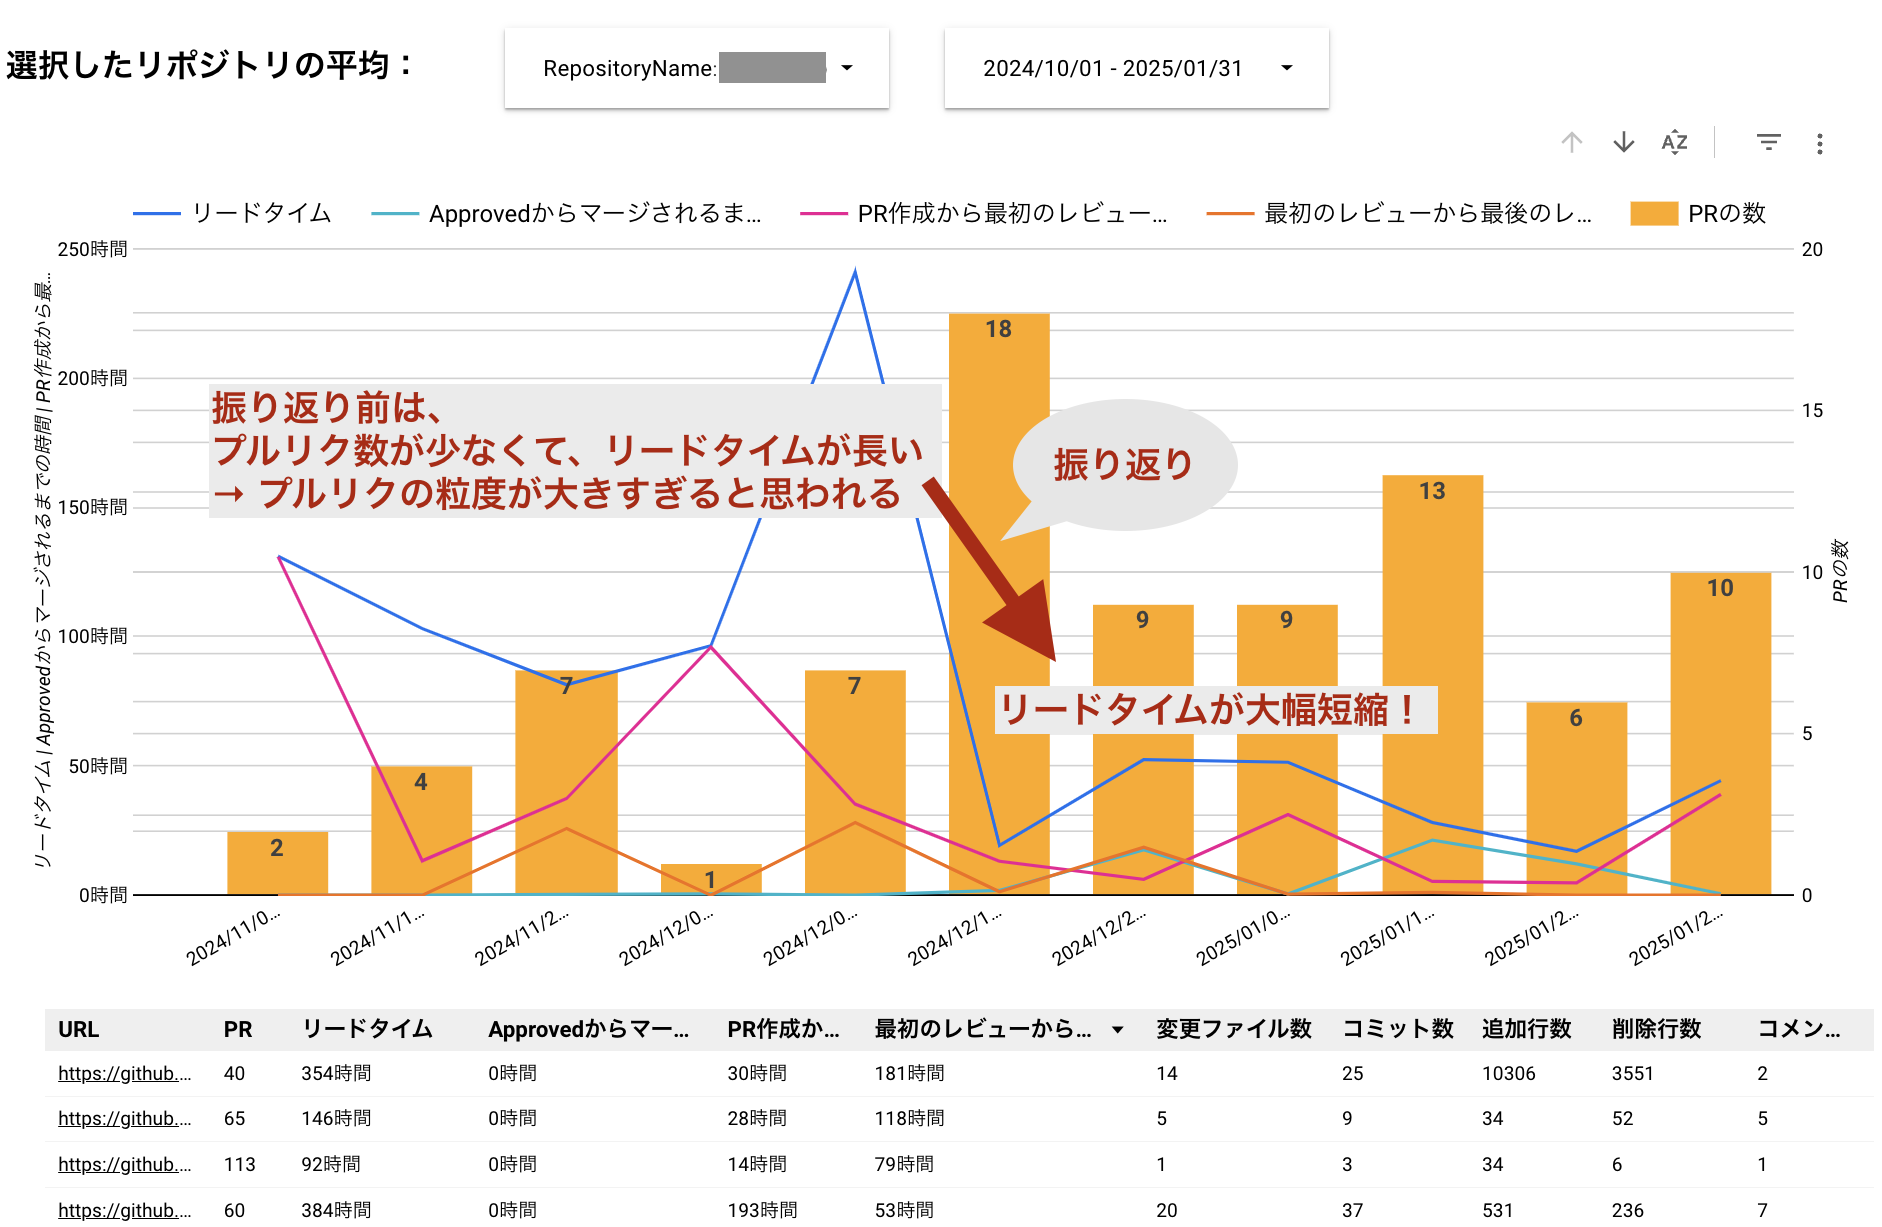 選択したリポジトリの平均：
RepositoryName:
2024/10/01 - 2025/01/31
AZ
リードタイム
Approvedからマージされるま...
PR作成から最初のレビュー...
最初のレビューから最後のレ...
PRの数
250時間
200時間
150時間
100時間
50時間
0時間
リードタイム | Approvedからマージされるまでの時間 | PR作成から最...
20
15
10
5
0
PRの数
振り返り前は、
プルリク数が少なくて、リードタイムが長い
→ プルリクの粒度が大きすぎると思われる
振り返り
リードタイムが大幅短縮！
2
4
7
1
7
18
9
9
13
6
10
2024/11/0...
2024/11/1...
2024/11/2...
2024/12/0...
2024/12/0...
2024/12/1...
2024/12/2...
2025/01/0...
2025/01/1...
2025/01/2...
2025/01/2...
URL PR リードタイム Approvedからマー... PR作成か... 最初のレビューから... 変更ファイル数 コミット数 追加行数 削除行数 コメン...
https://github.... 40 354時間 0時間 30時間 181時間 14 25 10306 3551 2
https://github.... 65 146時間 0時間 28時間 118時間 5 9 34 52 5
https://github.... 113 92時間 0時間 14時間 79時間 1 3 34 6 1
https://github.... 60 384時間 0時間 193時間 53時間 20 37 531 236 7